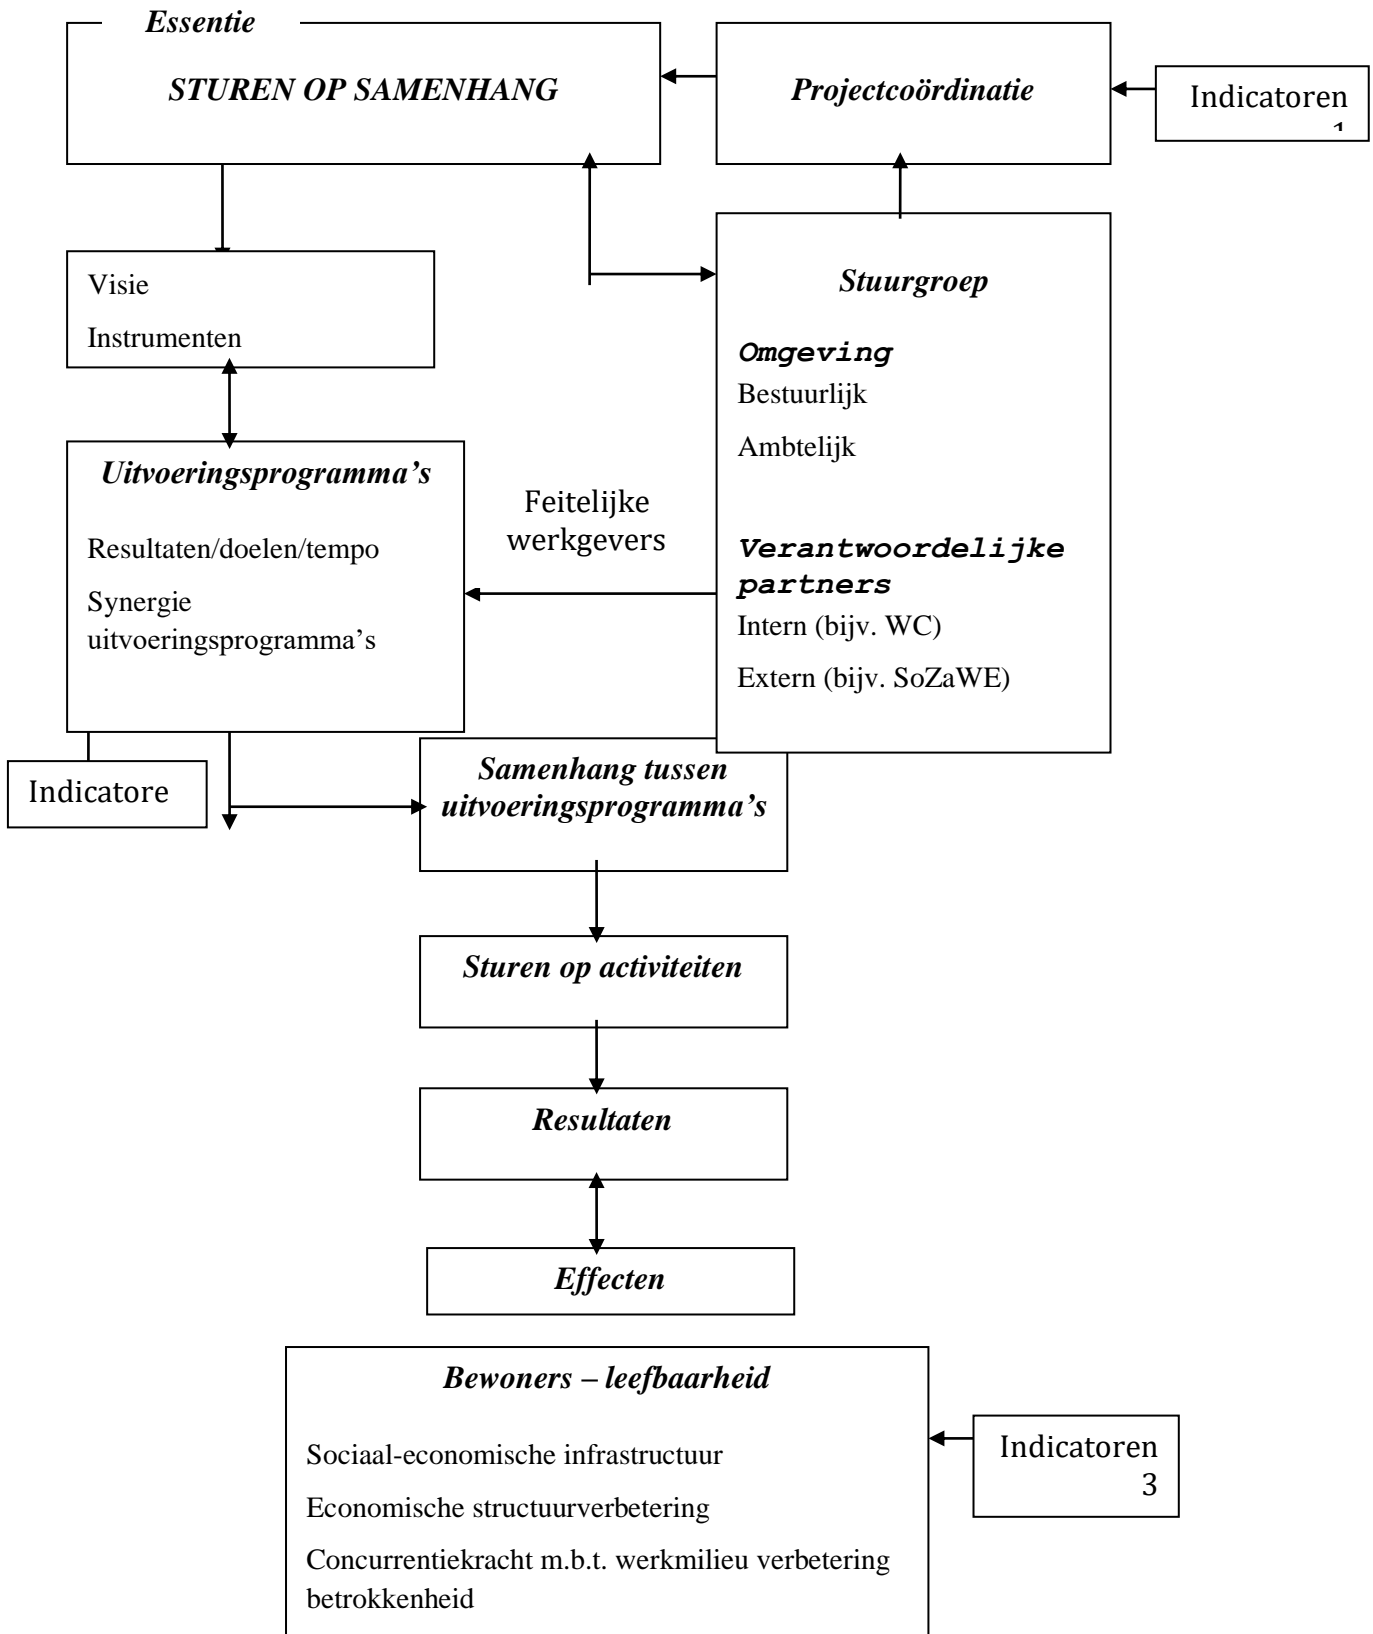 Essentie
STUREN OP SAMENHANG
Projectcoördinatie
Indicatoren
Visie
Instrumenten
Stuurgroep
Omgeving
Bestuurlijk
Ambtelijk
Verantwoordelijke
partners
Intern (bijv. WC)
Extern (bijv. SoZaWE)
Uitvoeringsprogramma’s
Resultaten/doelen/tempo
Synergie
uitvoeringsprogramma’s
Feitelijke
werkgevers
Indicatore
Samenhang tussen
uitvoeringsprogramma’s
Sturen op activiteiten
Resultaten
Effecten
Bewoners – leefbaarheid
Sociaal-economische infrastructuur
Economische structuurverbetering
Concurrentiekracht m.b.t. werkmilieu verbetering
betrokkenheid
Indicatoren
3